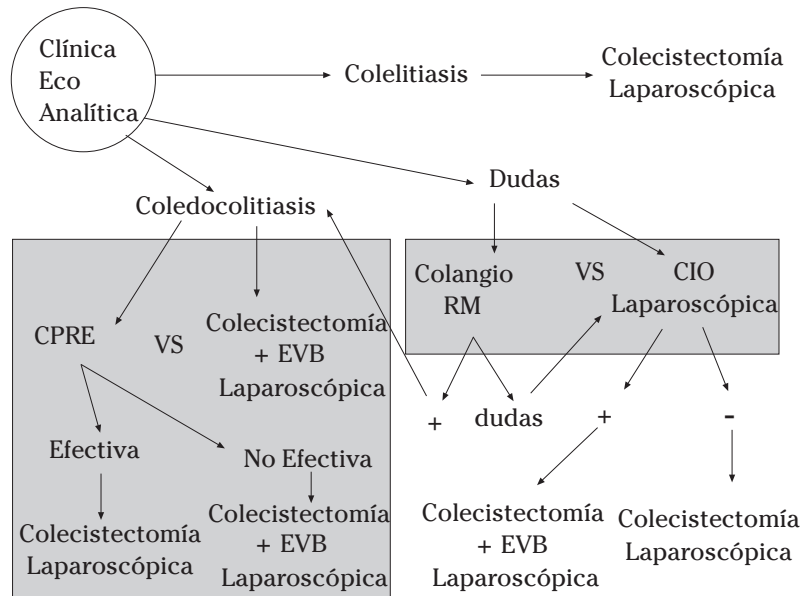 Clínica
Eco
Analítica
Colelitiasis
Colecistectomía
Laparoscópica
Dudas
Coledocolitiasis
Colangio
RM
VS
CIO
Laparoscópica
CPRE
VS
Colecistectomía
+ EVB
Laparoscópica
+
dudas
+
-
Efectiva
No Efectiva
Colecistectomía
Laparoscópica
Colecistectomía
+ EVB
Laparoscópica
Colecistectomía
+ EVB
Laparoscópica
Colecistectomía
Laparoscópica